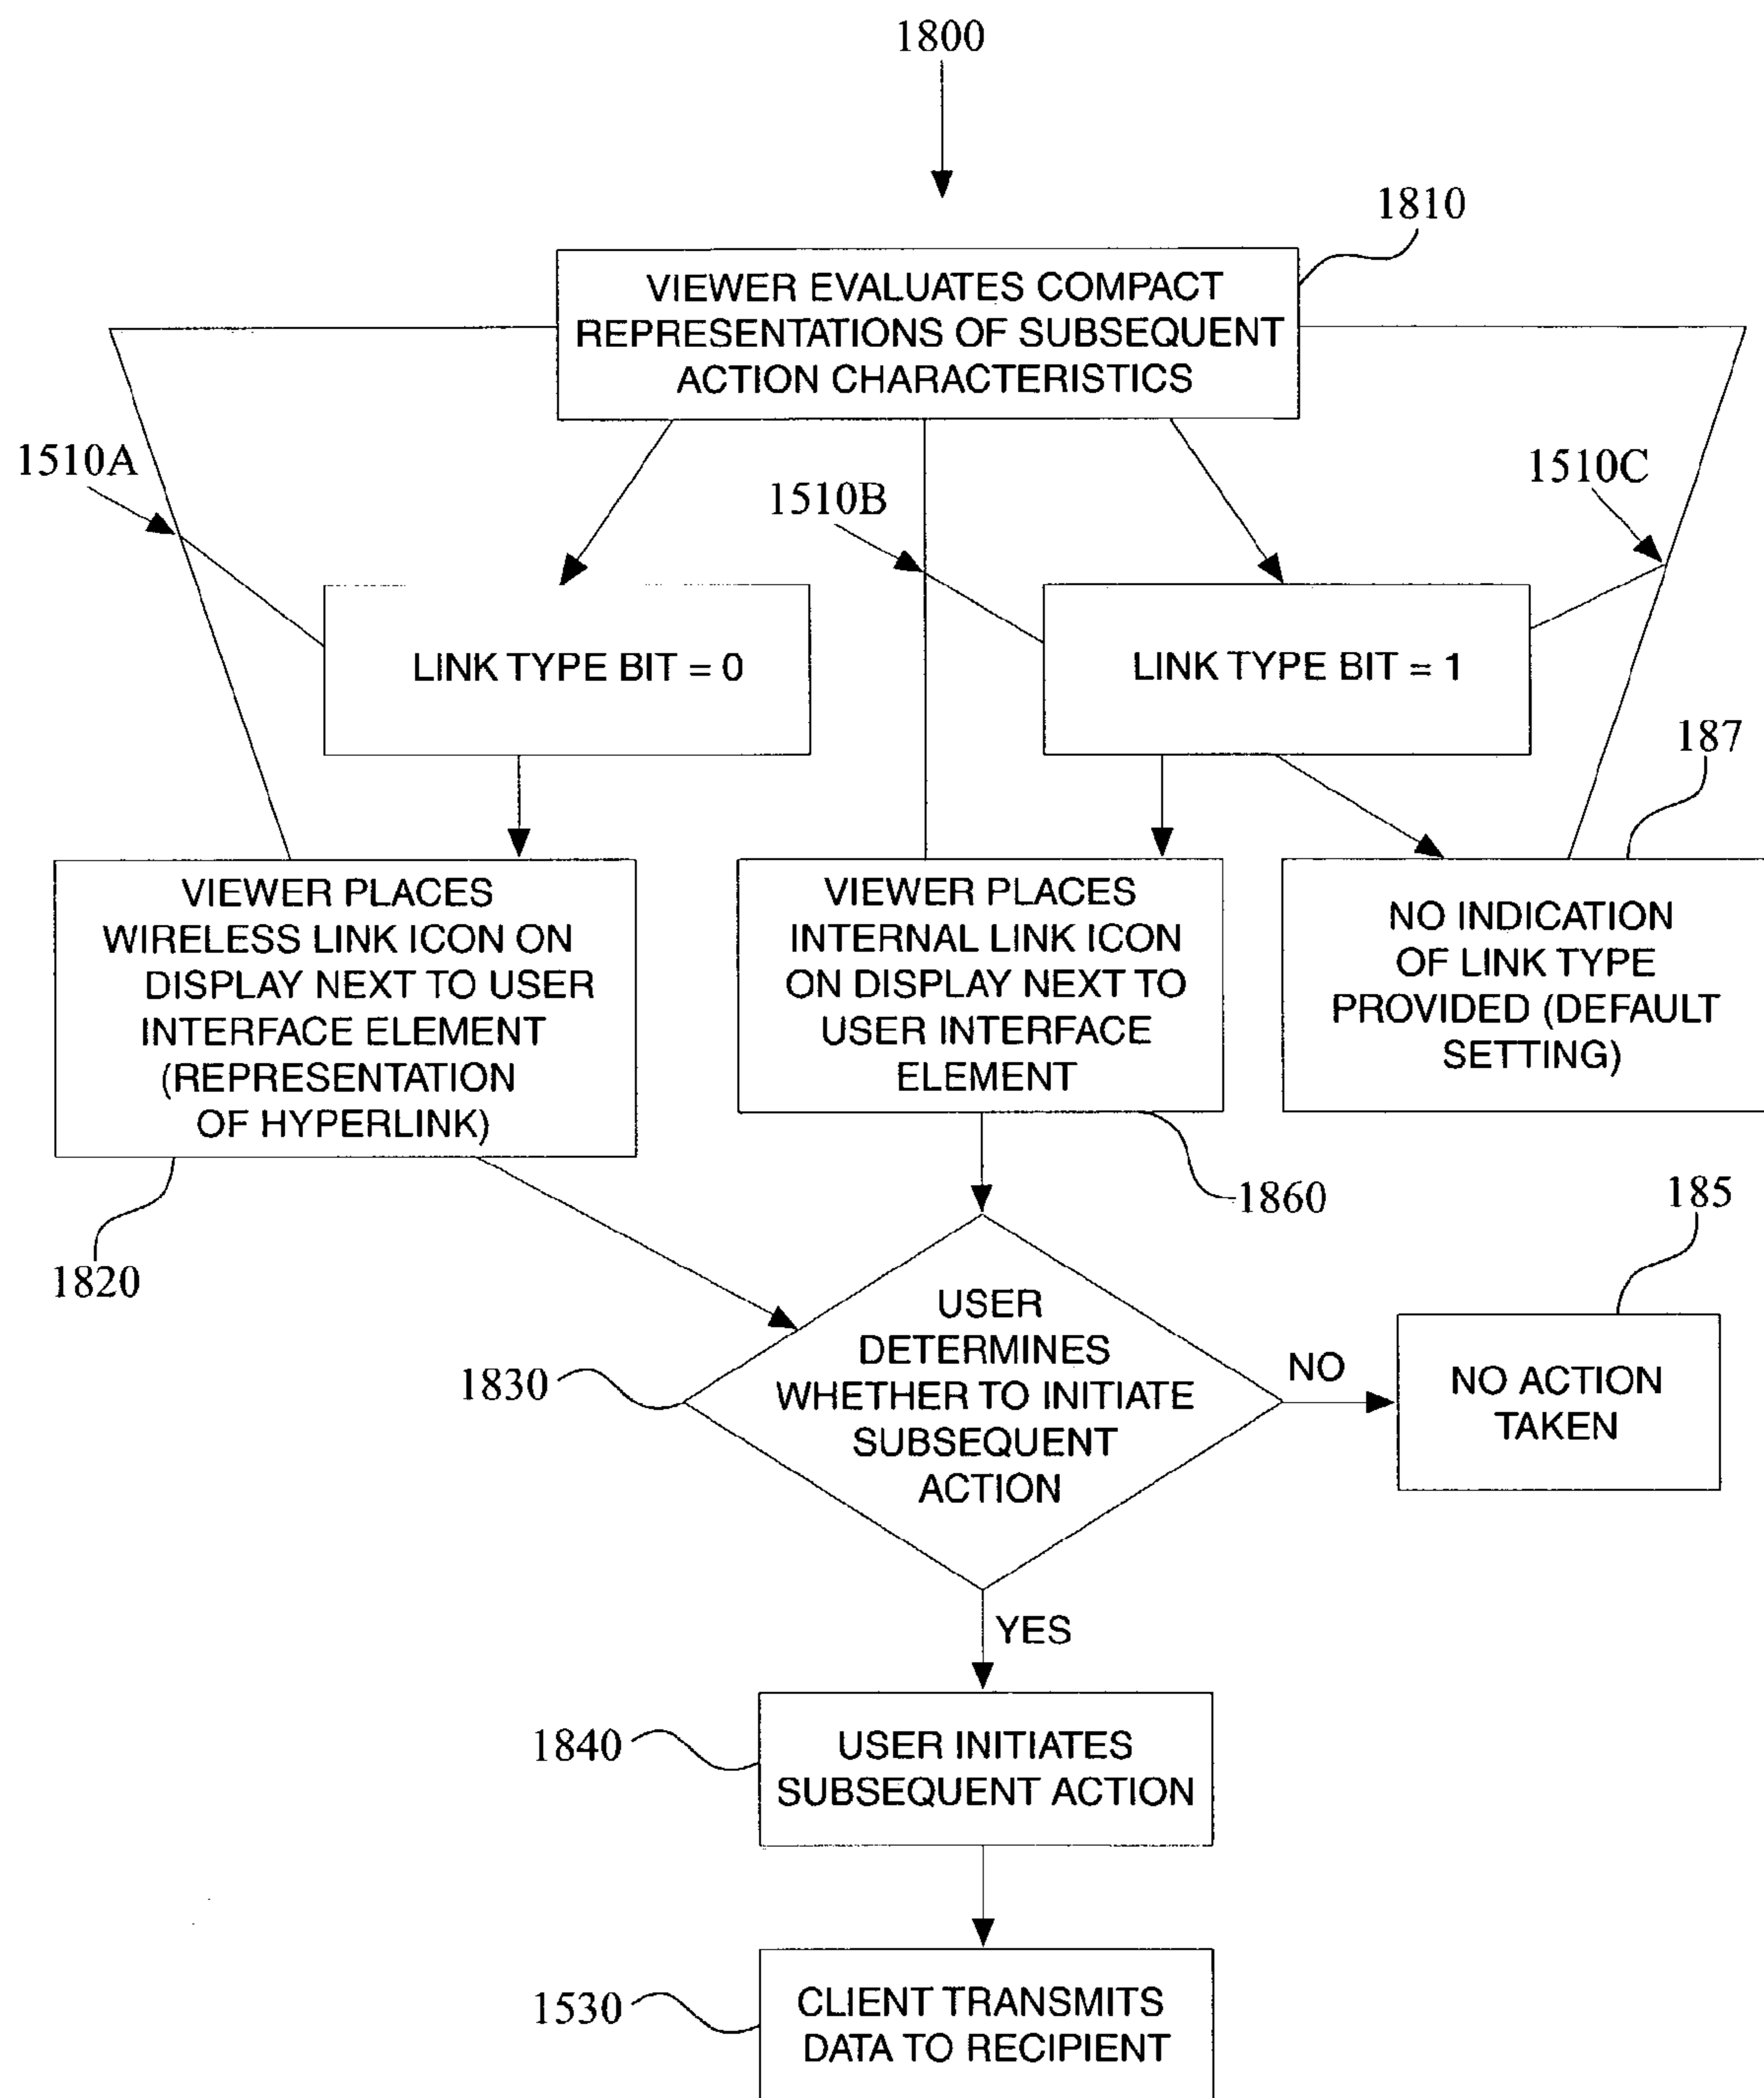 1800
1810
VIEWER EVALUATES COMPACT
REPRESENTATIONS OF SUBSEQUENT
ACTION CHARACTERISTICS
1510A
1510B
1510C
LINK TYPE BIT = 0
LINK TYPE BIT = 1
187
VIEWER PLACES
WIRELESS LINK ICON ON
DISPLAY NEXT TO USER
INTERFACE ELEMENT
(REPRESENTATION
OF HYPERLINK)
VIEWER PLACES
INTERNAL LINK ICON
ON DISPLAY NEXT TO
USER INTERFACE
ELEMENT
NO INDICATION
OF LINK TYPE
PROVIDED (DEFAULT
SETTING)
1820
1860
185
USER
DETERMINES
WHETHER TO INITIATE
SUBSEQUENT
ACTION
1830
NO
NO ACTION
TAKEN
YES
1840
USER INITIATES
SUBSEQUENT ACTION
1530
CLIENT TRANSMITS
DATA TO RECIPIENT